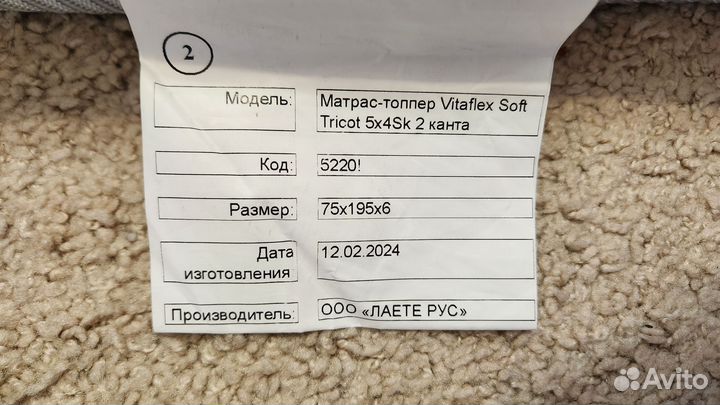 2
Модель: Матрас-топпер Vitaflex Soft
Tricot 5x4Sk 2 канта
Код: 5220!
Размер: 75x195x6
Дата 12.02.2024
изготовления
Производитель: ООО «ЛАЕТЕ РУС»
Avito